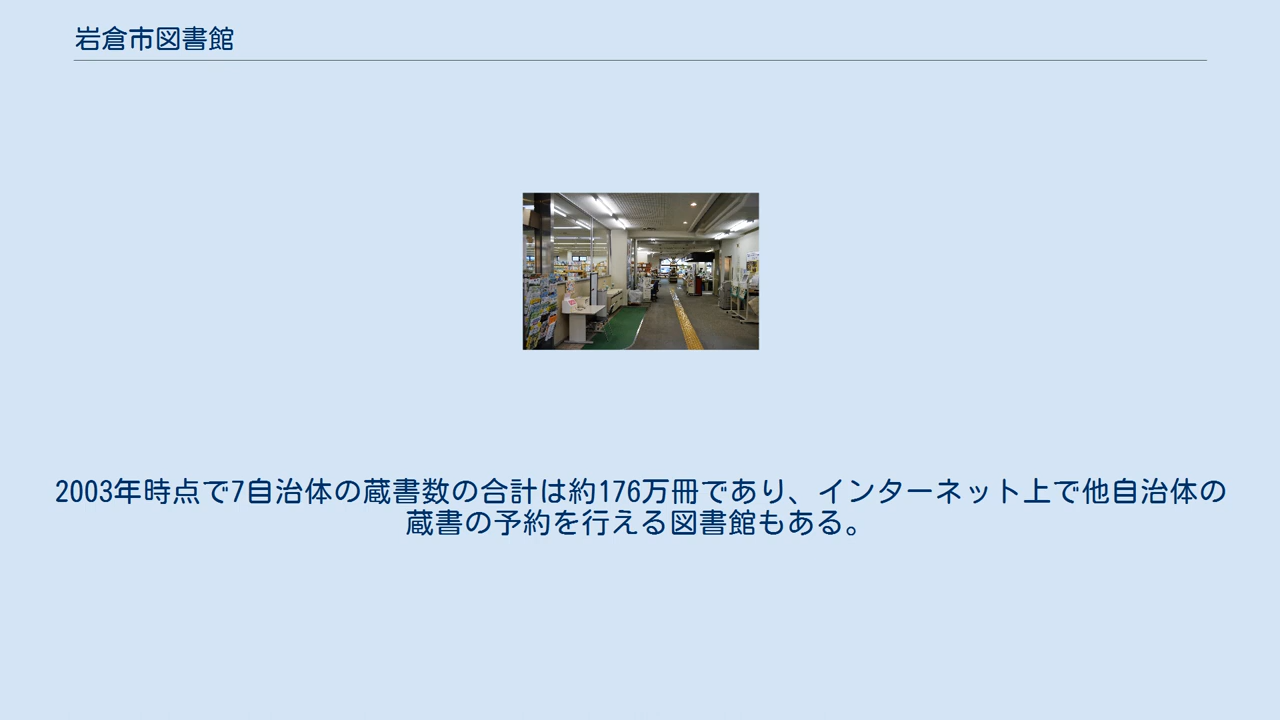 岩倉市図書館
2003年時点で7自治体の蔵書数の合計は約176万冊であり、インターネット上で他自治体の
蔵書の予約を行える図書館もある。